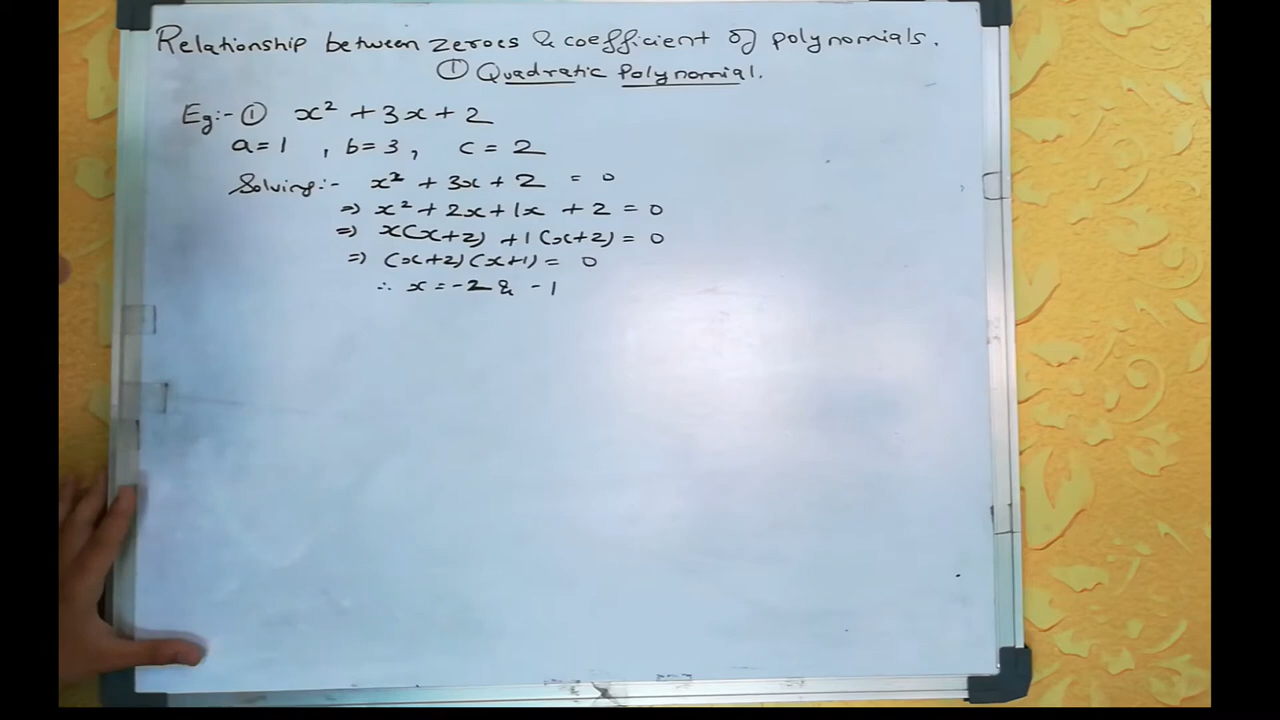 Relationship between zeroes & coefficient of polynomials.
① Quadratic Polynomial.
Eg:- ① x² + 3x + 2
a = 1 , b = 3 , c = 2
Solving:- x² + 3x + 2 = 0
⇒ x² + 2x + 1x + 2 = 0
⇒ x(x+2) + 1(x+2) = 0
⇒ (x+2)(x+1) = 0
∴ x = -2 & -1